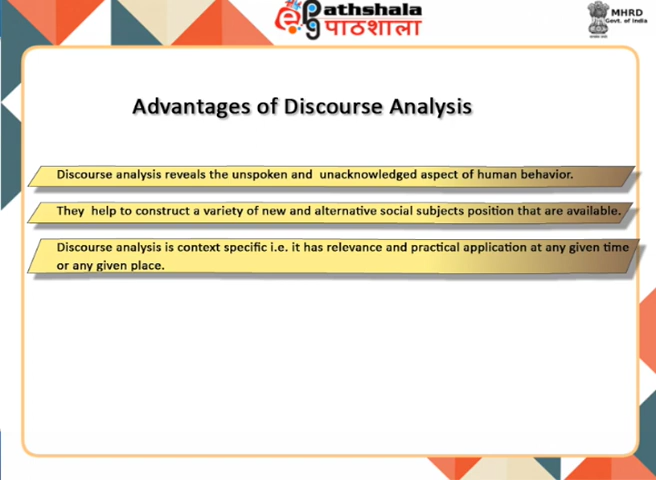 Pathshala
पाठशाला
MHRD
Govt. of India
Advantages of Discourse Analysis
Discourse analysis reveals the unspoken and unacknowledged aspect of human behavior.
They help to construct a variety of new and alternative social subjects position that are available.
Discourse analysis is context specific i.e. it has relevance and practical application at any given time
or any given place.